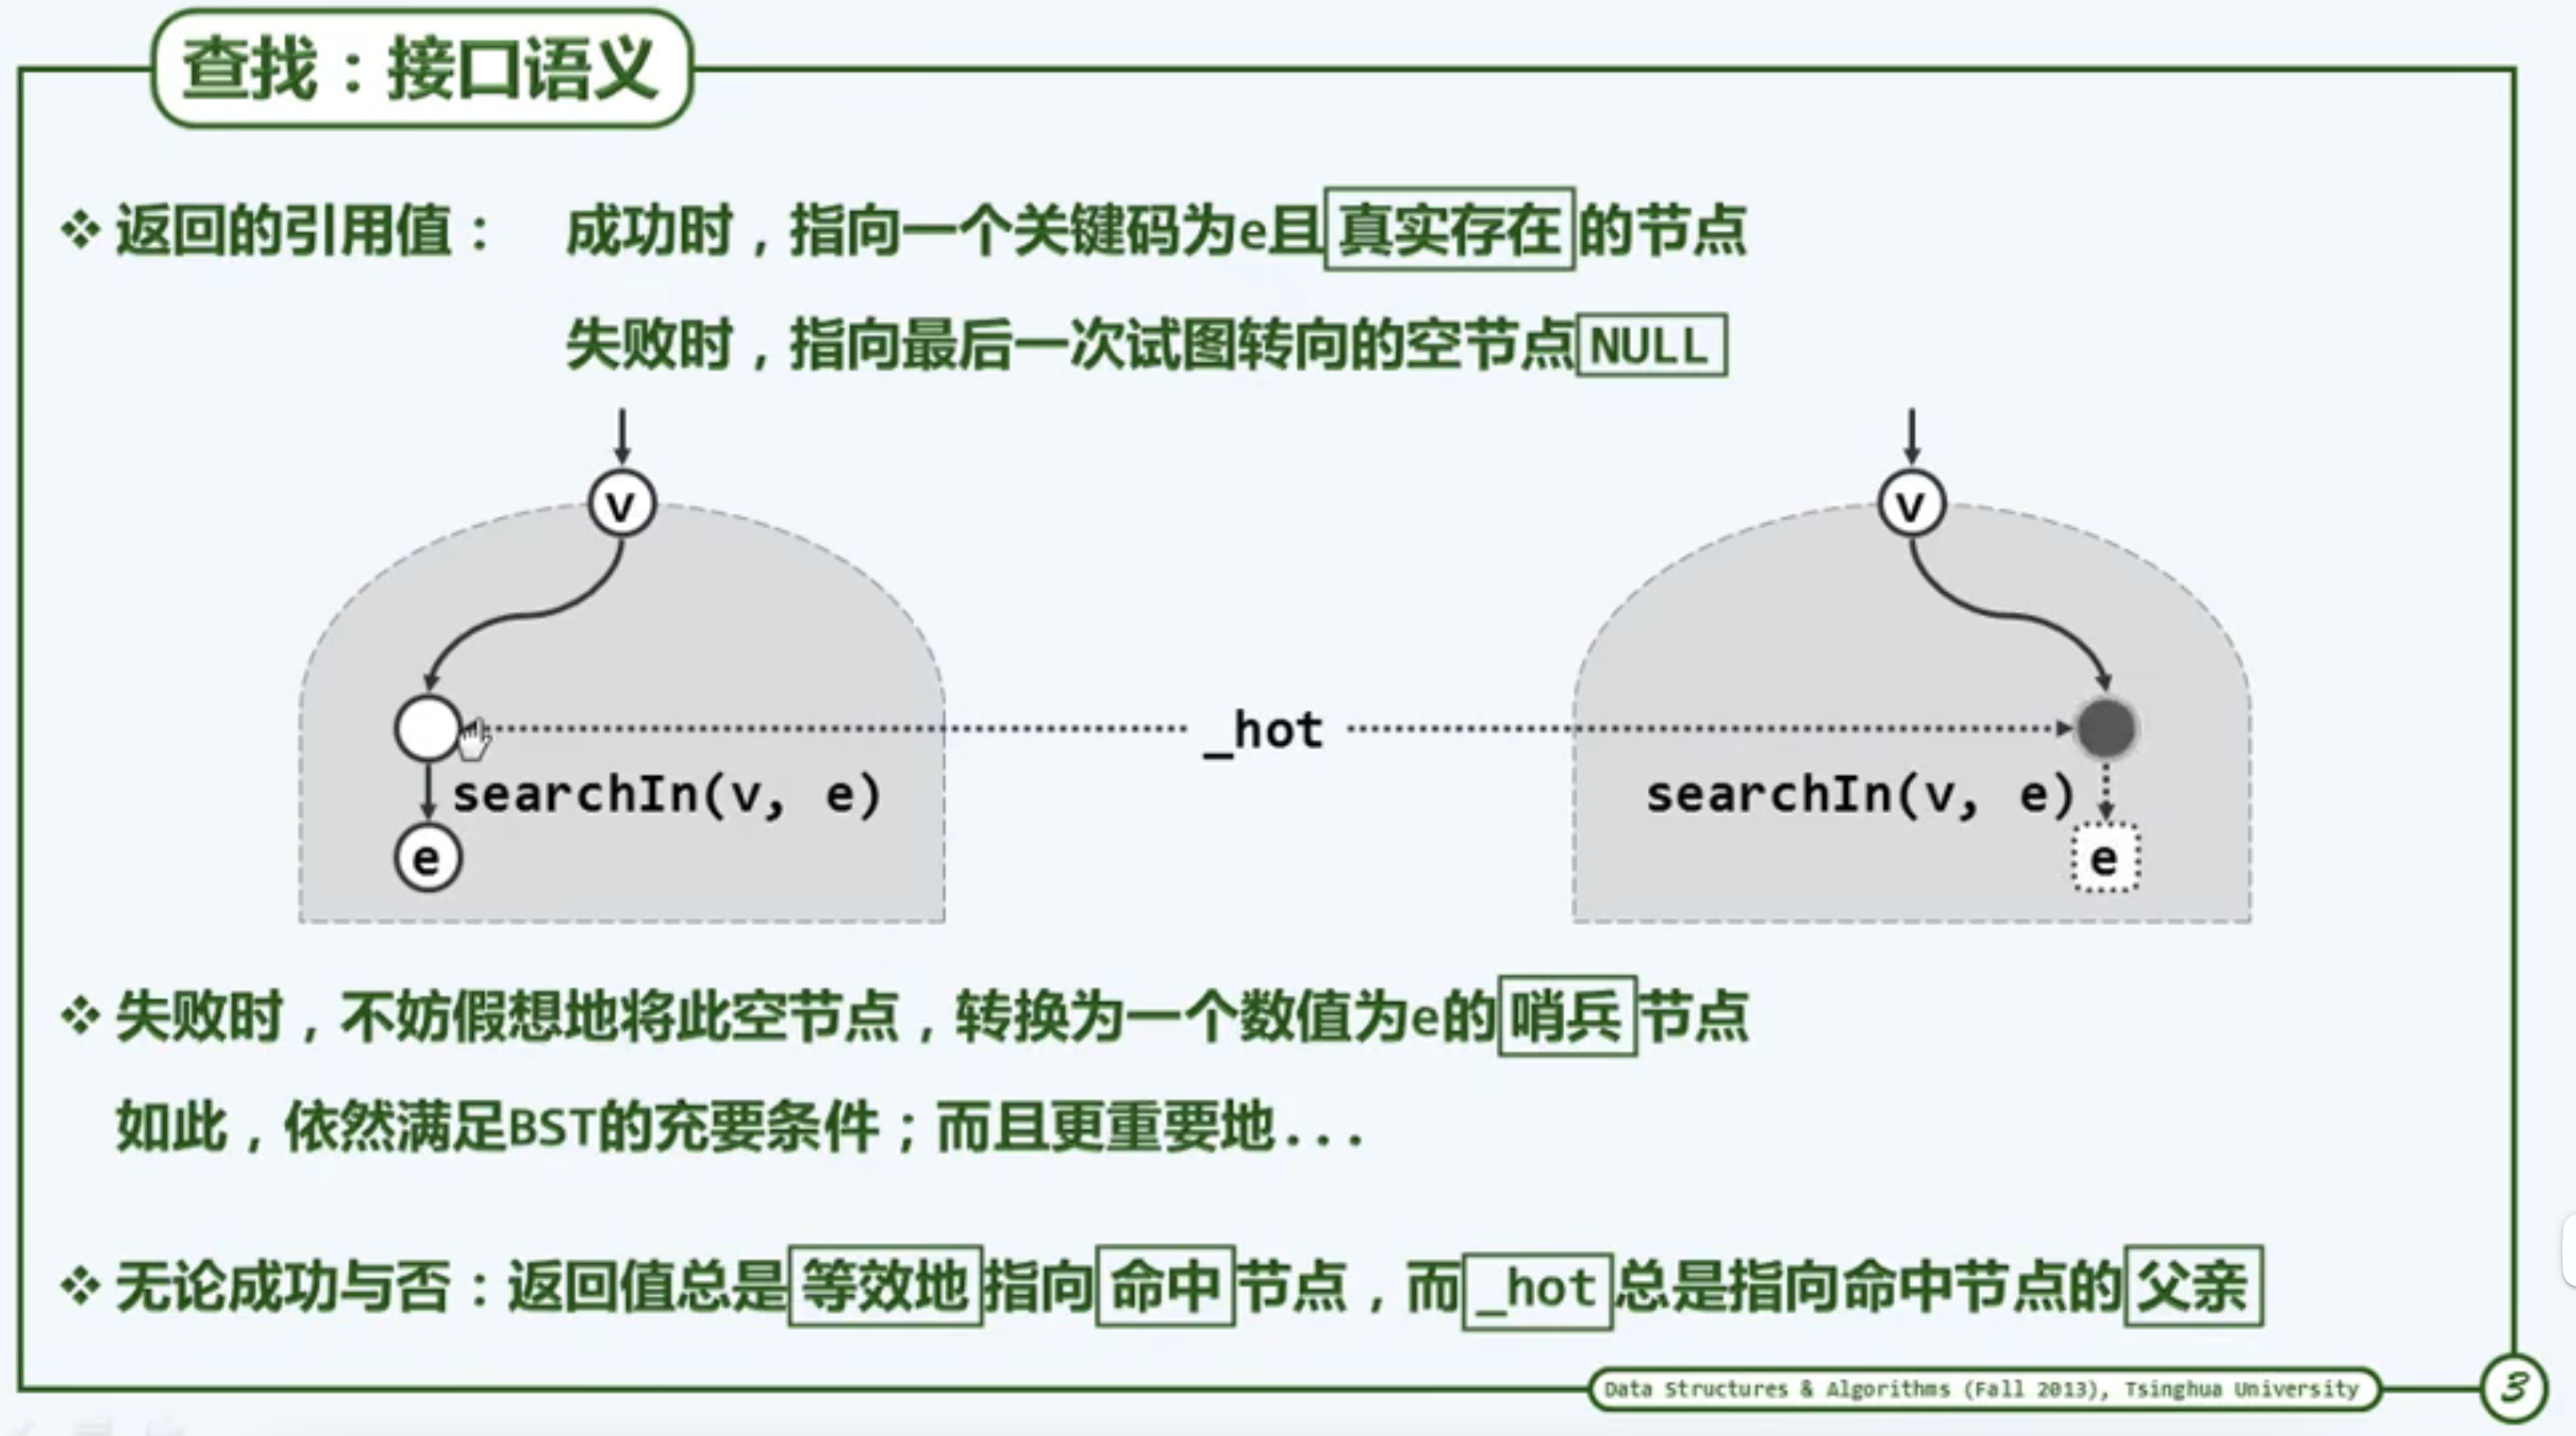 查找：接口语义
❖ 返回的引用值： 成功时，指向一个关键码为e且真实存在的节点
失败时，指向最后一次试图转向的空节点NULL
v
v
_hot
searchIn(v, e)
searchIn(v, e)
e
e
❖ 失败时，不妨假想地将此空节点，转换为一个数值为e的哨兵节点
如此，依然满足BST的充要条件；而且更重要地...
❖ 无论成功与否：返回值总是等效地指向命中节点，而_hot总是指向命中节点的父亲
Data Structures & Algorithms (Fall 2013), Tsinghua University
3